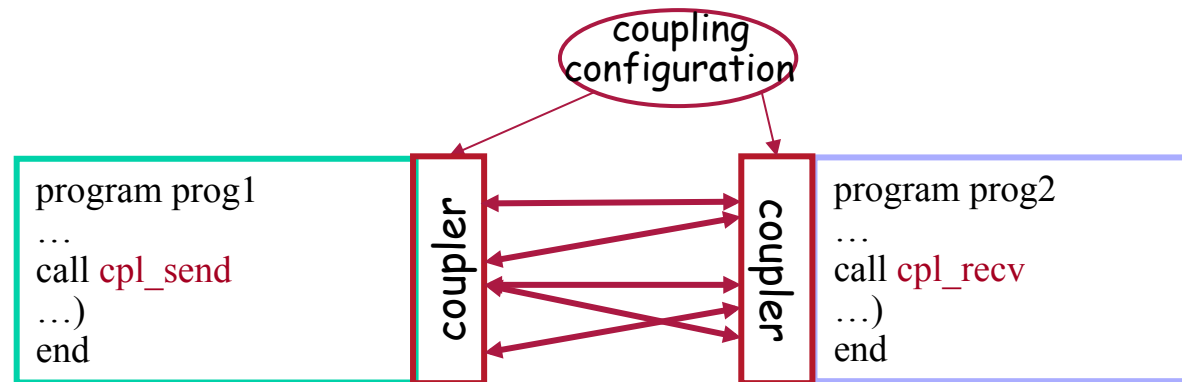 coupling
configuration
program prog1
…
call cpl_send
…)
end
coupler
coupler
program prog2
…
call cpl_recv
…)
end